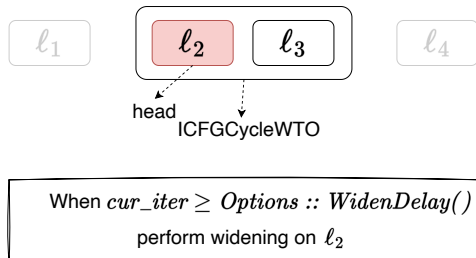 ℓ1 ℓ2 ℓ3 ℓ4
head
ICFGCycleWTO
When cur_iter ≥ Options :: WidenDelay()
perform widening on ℓ2